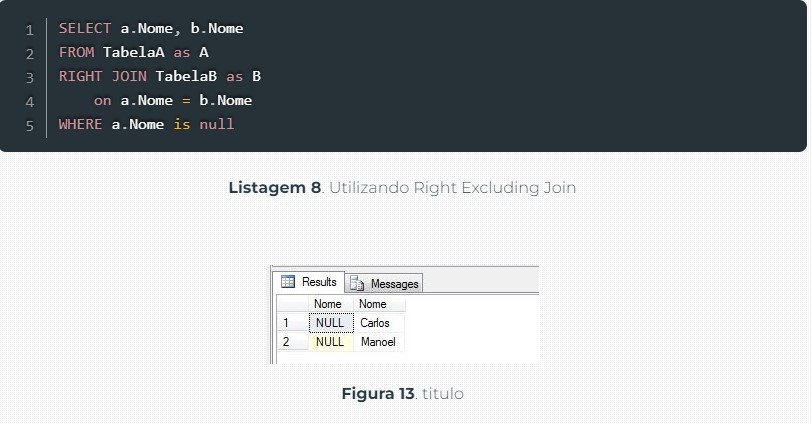 1 SELECT a.Nome, b.Nome
2 FROM TabelaA as A
3 RIGHT JOIN TabelaB as B
4     on a.Nome = b.Nome
5 WHERE a.Nome is null
Listagem 8. Utilizando Right Excluding Join
Results Messages
Nome Nome
1 NULL Carlos
2 NULL Manoel
Figura 13. titulo